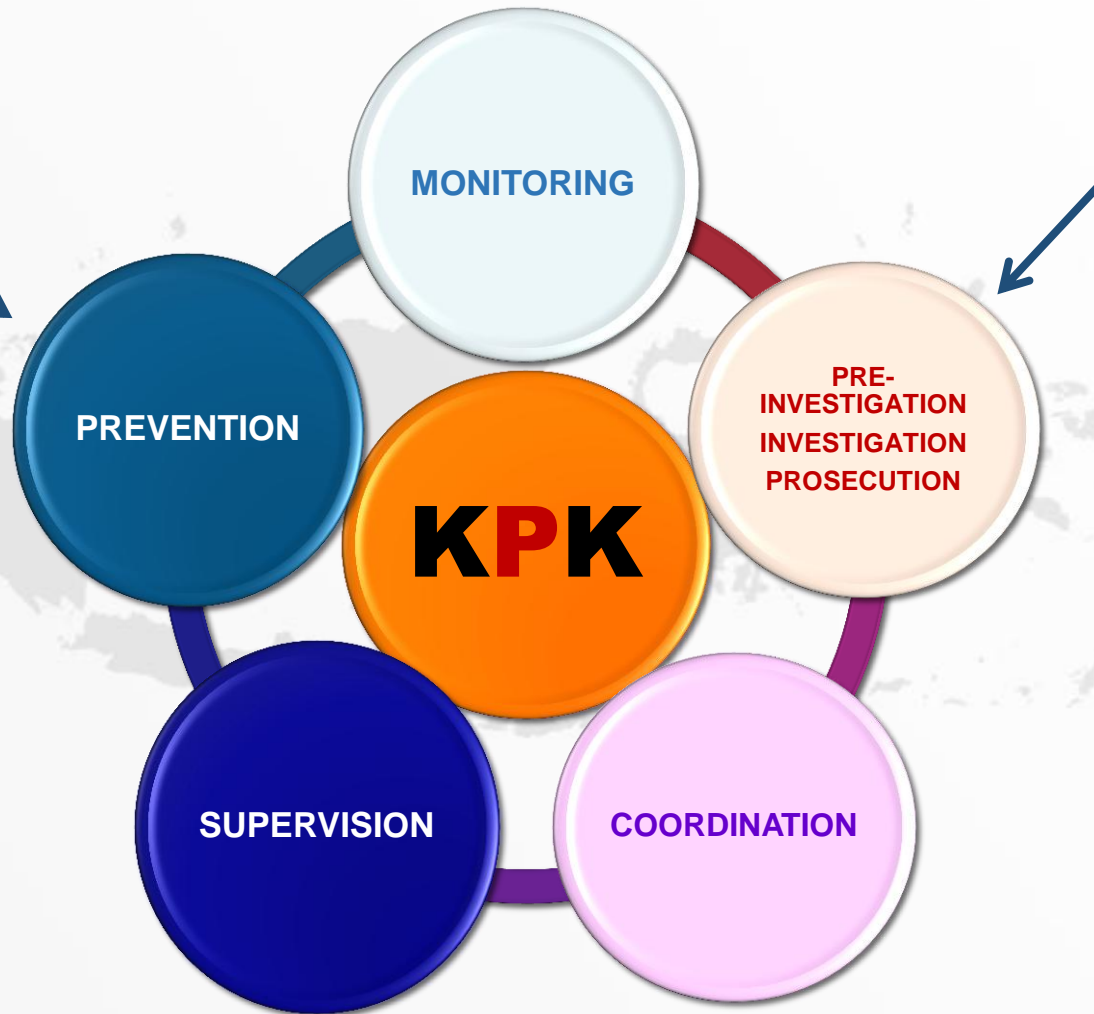 MONITORING
PRE-
INVESTIGATION
INVESTIGATION
PROSECUTION
PREVENTION
KPK
SUPERVISION
COORDINATION